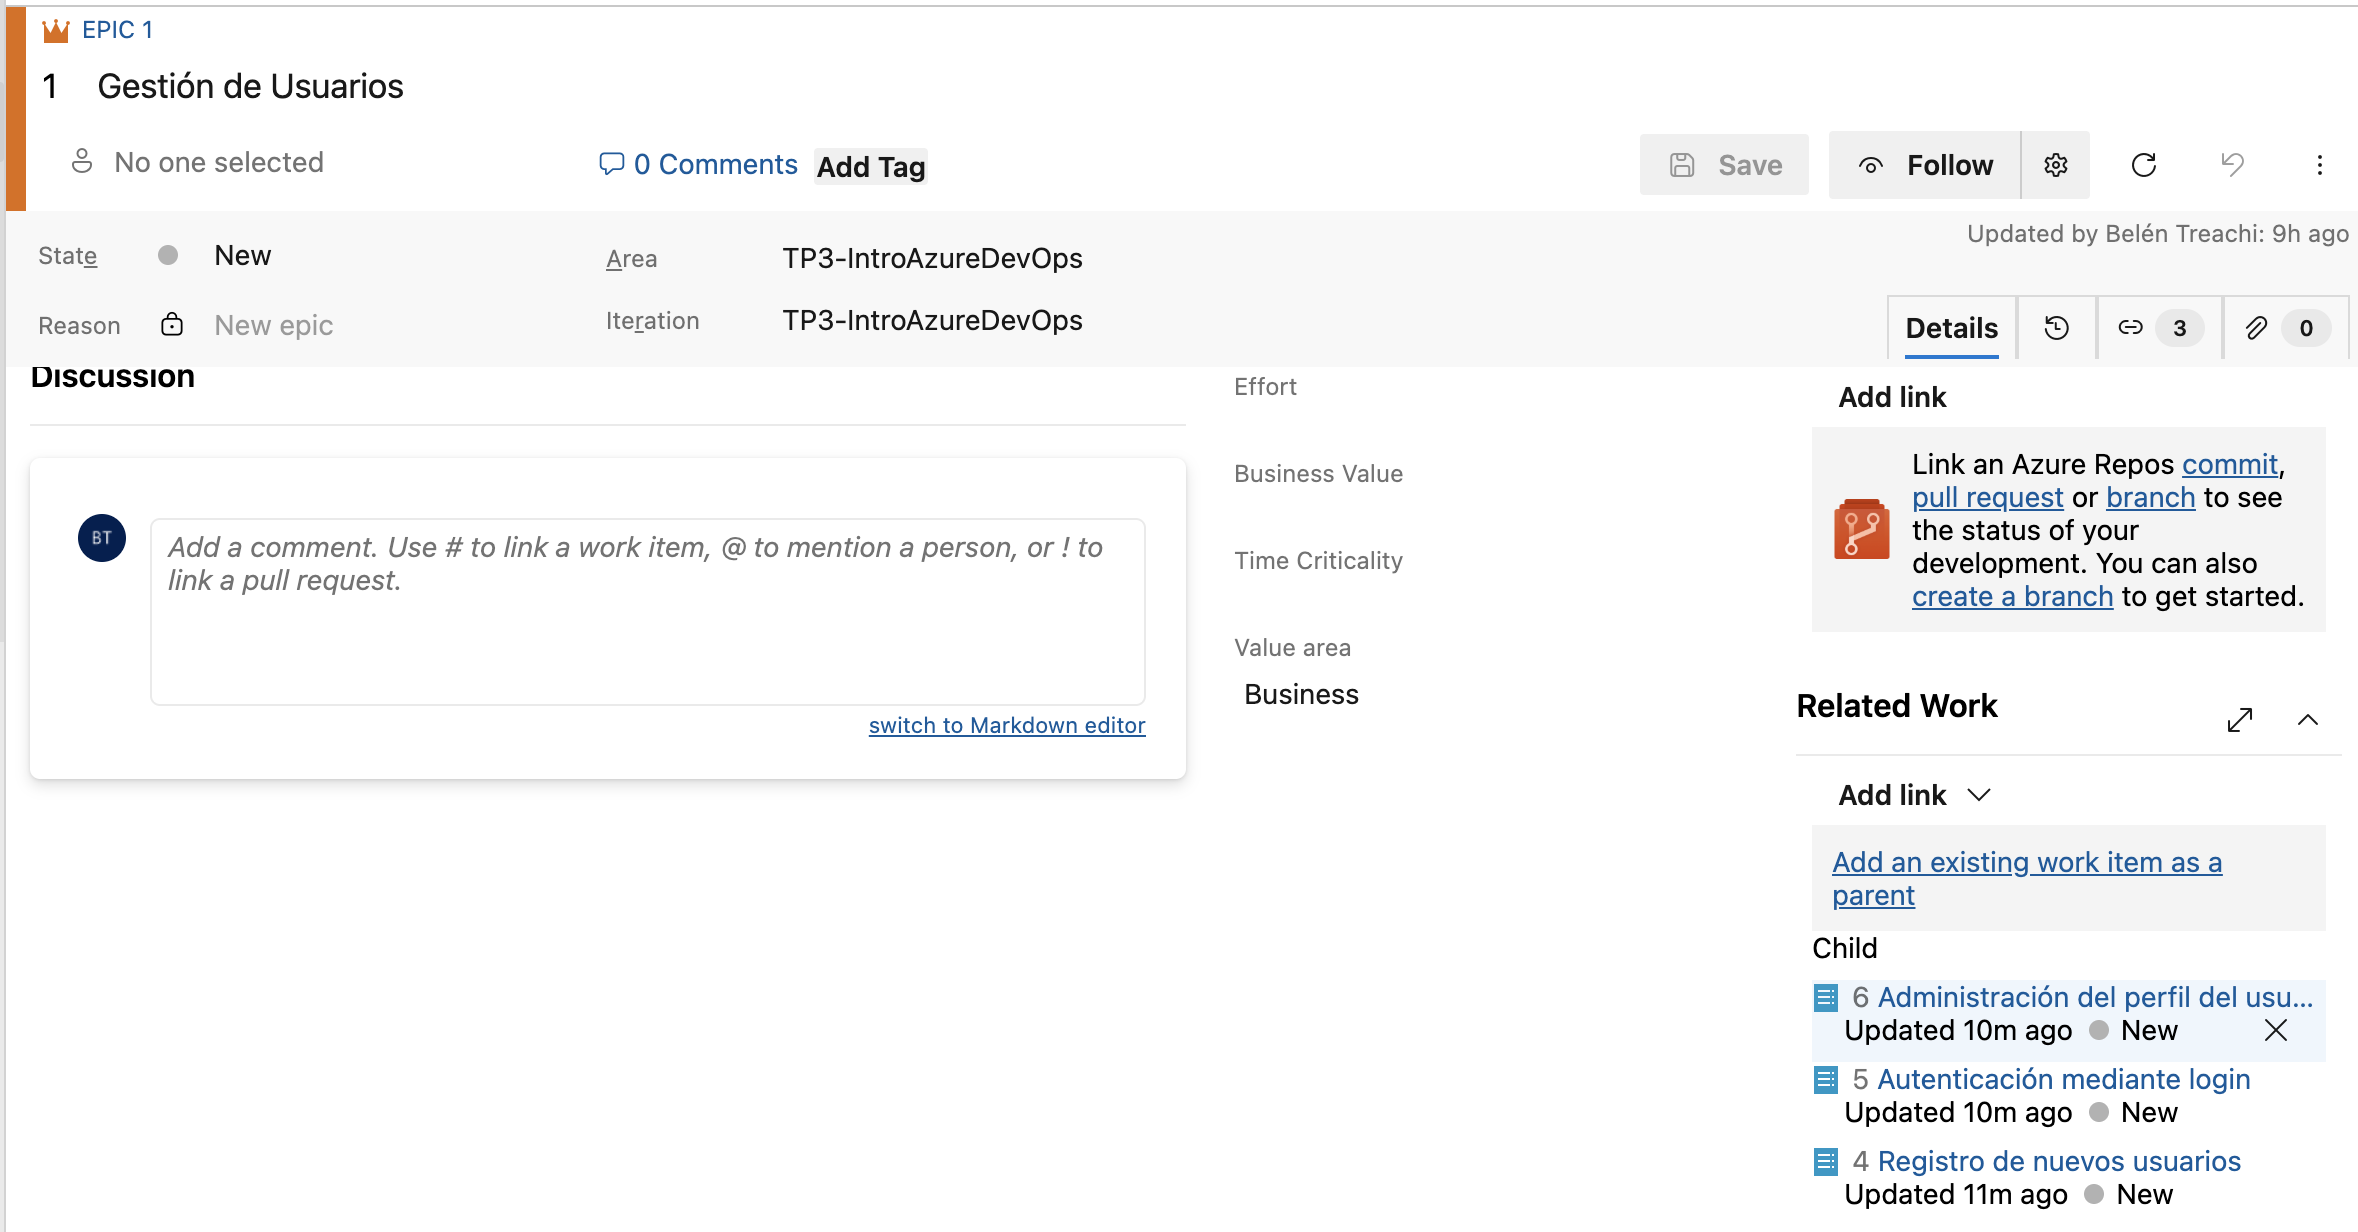 EPIC 1
1 Gestión de Usuarios
No one selected
0 Comments
Add Tag
Save
Follow
State
New
Area
TP3-IntroAzureDevOps
Updated by Belén Treachi: 9h ago
Reason
New epic
Iteration
TP3-IntroAzureDevOps
Details
3
0
Discussion
BT
Add a comment. Use # to link a work item, @ to mention a person, or ! to
link a pull request.
switch to Markdown editor
Effort
Business Value
Time Criticality
Value area
Business
Add link
Link an Azure Repos commit,
pull request or branch to see
the status of your
development. You can also
create a branch to get started.
Related Work
Add link
Add an existing work item as a
parent
Child
6 Administración del perfil del usu...
Updated 10m ago New
5 Autenticación mediante login
Updated 10m ago New
4 Registro de nuevos usuarios
Updated 11m ago New